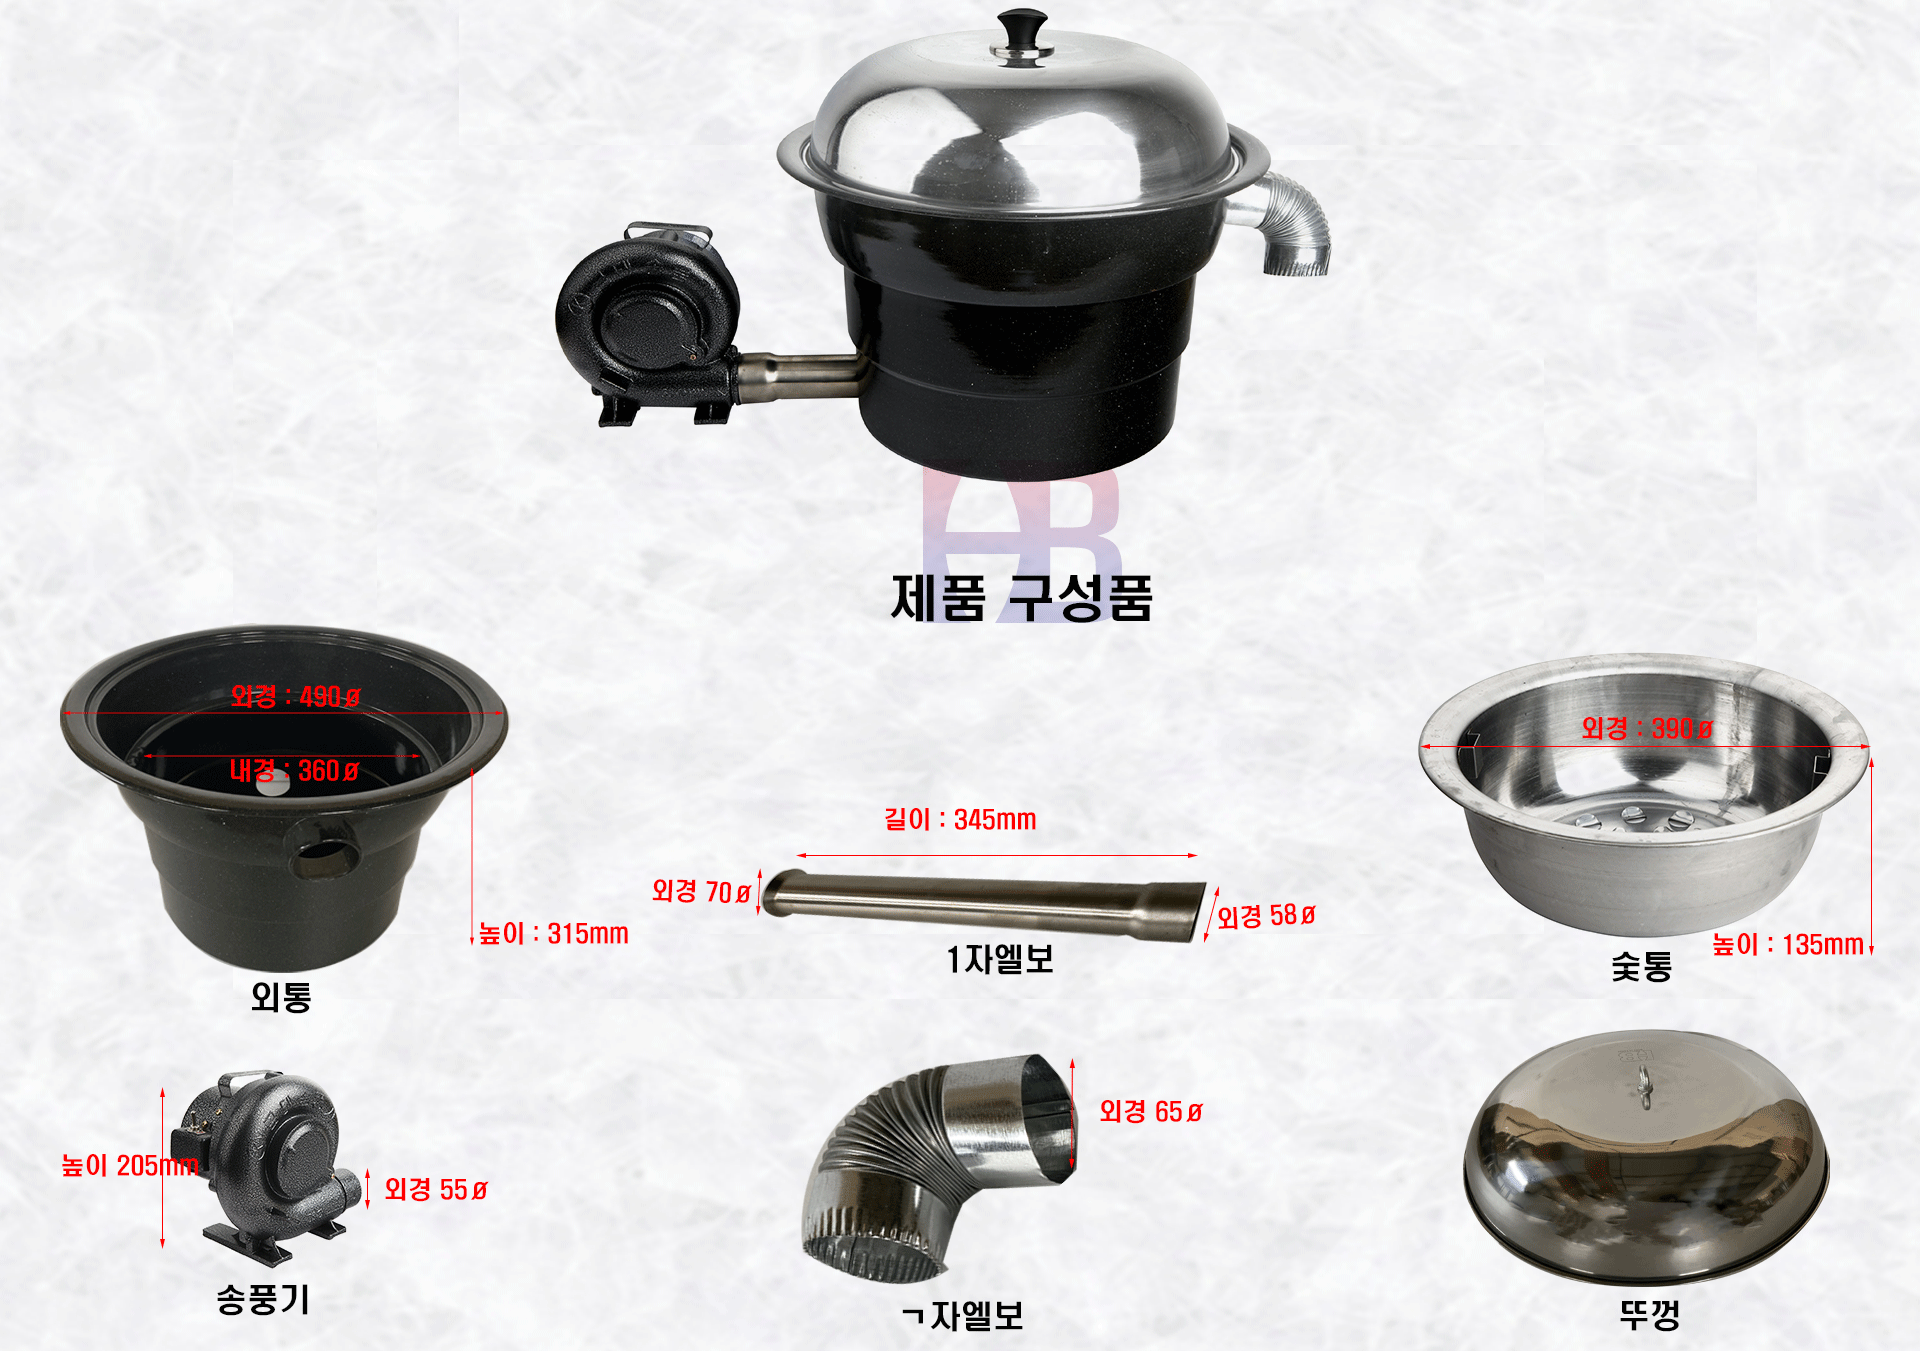 AB
제품 구성품
외경 : 490ø
내경 : 360ø
높이 : 315mm
외통
길이 : 345mm
외경 70ø
외경 58ø
1자엘보
외경 : 390ø
높이 : 135mm
숯통
높이 205mm
외경 55ø
송풍기
외경 65ø
ㄱ자엘보
뚜껑